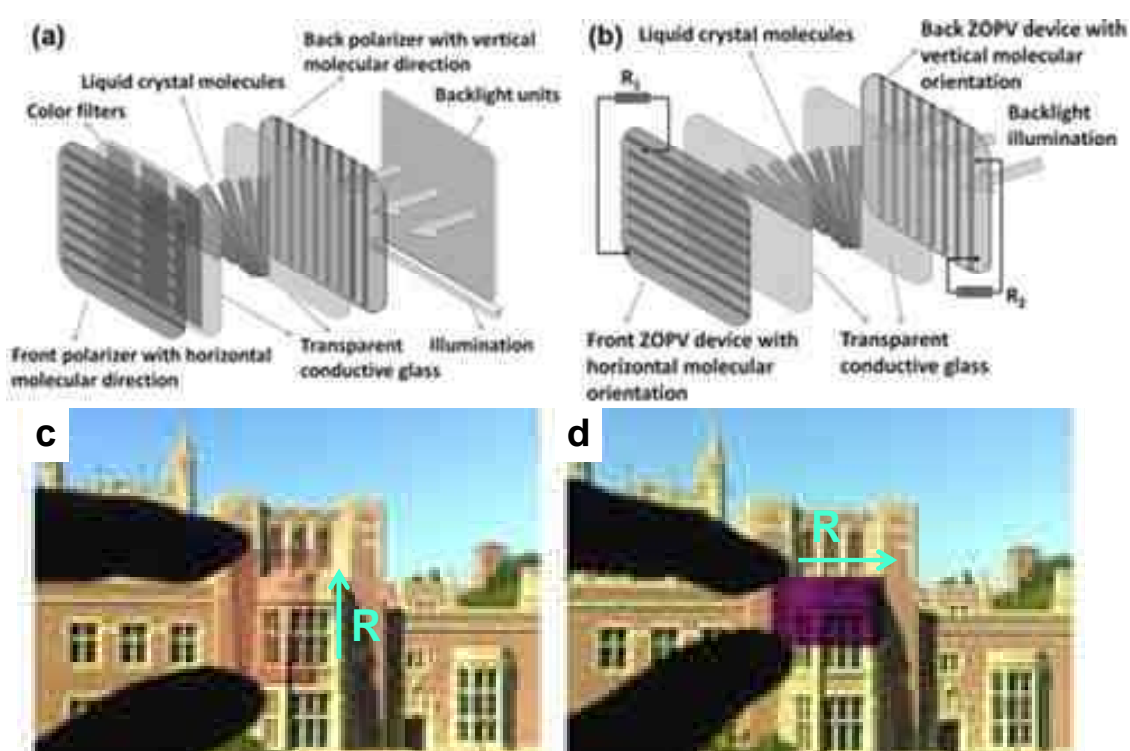 (a)
Back polarizer with vertical
molecular direction
Liquid crystal molecules
Backlight units
Color filters
Front polarizer with horizontal
molecular direction
Transparent
conductive glass
Illumination
(b)
Liquid crystal molecules
Back ZOPV device with
vertical molecular
orientation
R1
Backlight
illumination
R2
Front ZOPV device with
horizontal molecular
orientation
Transparent
conductive glass
c
R
d
R